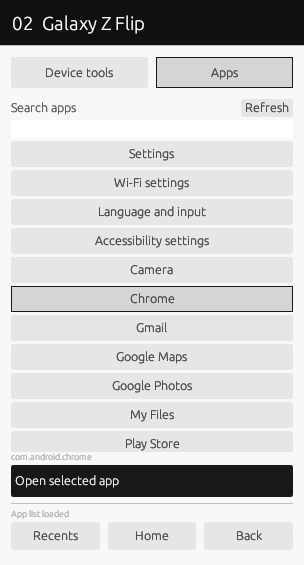 02 Galaxy Z Flip
Device tools
Apps
Search apps
Refresh
Settings
Wi-Fi settings
Language and input
Accessibility settings
Camera
Chrome
Gmail
Google Maps
Google Photos
My Files
Play Store
com.android.chrome
Open selected app
App list loaded
Recents
Home
Back